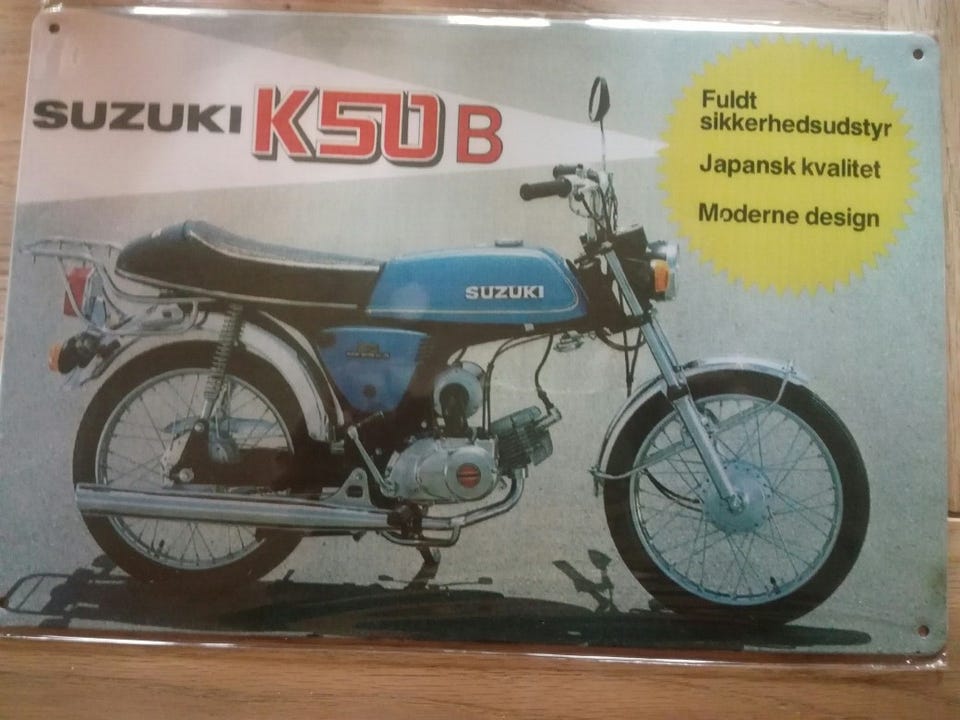 SUZUKI K50 B
Fuldt
sikkerhedsudstyr
Japansk kvalitet
Moderne design
SUZUKI